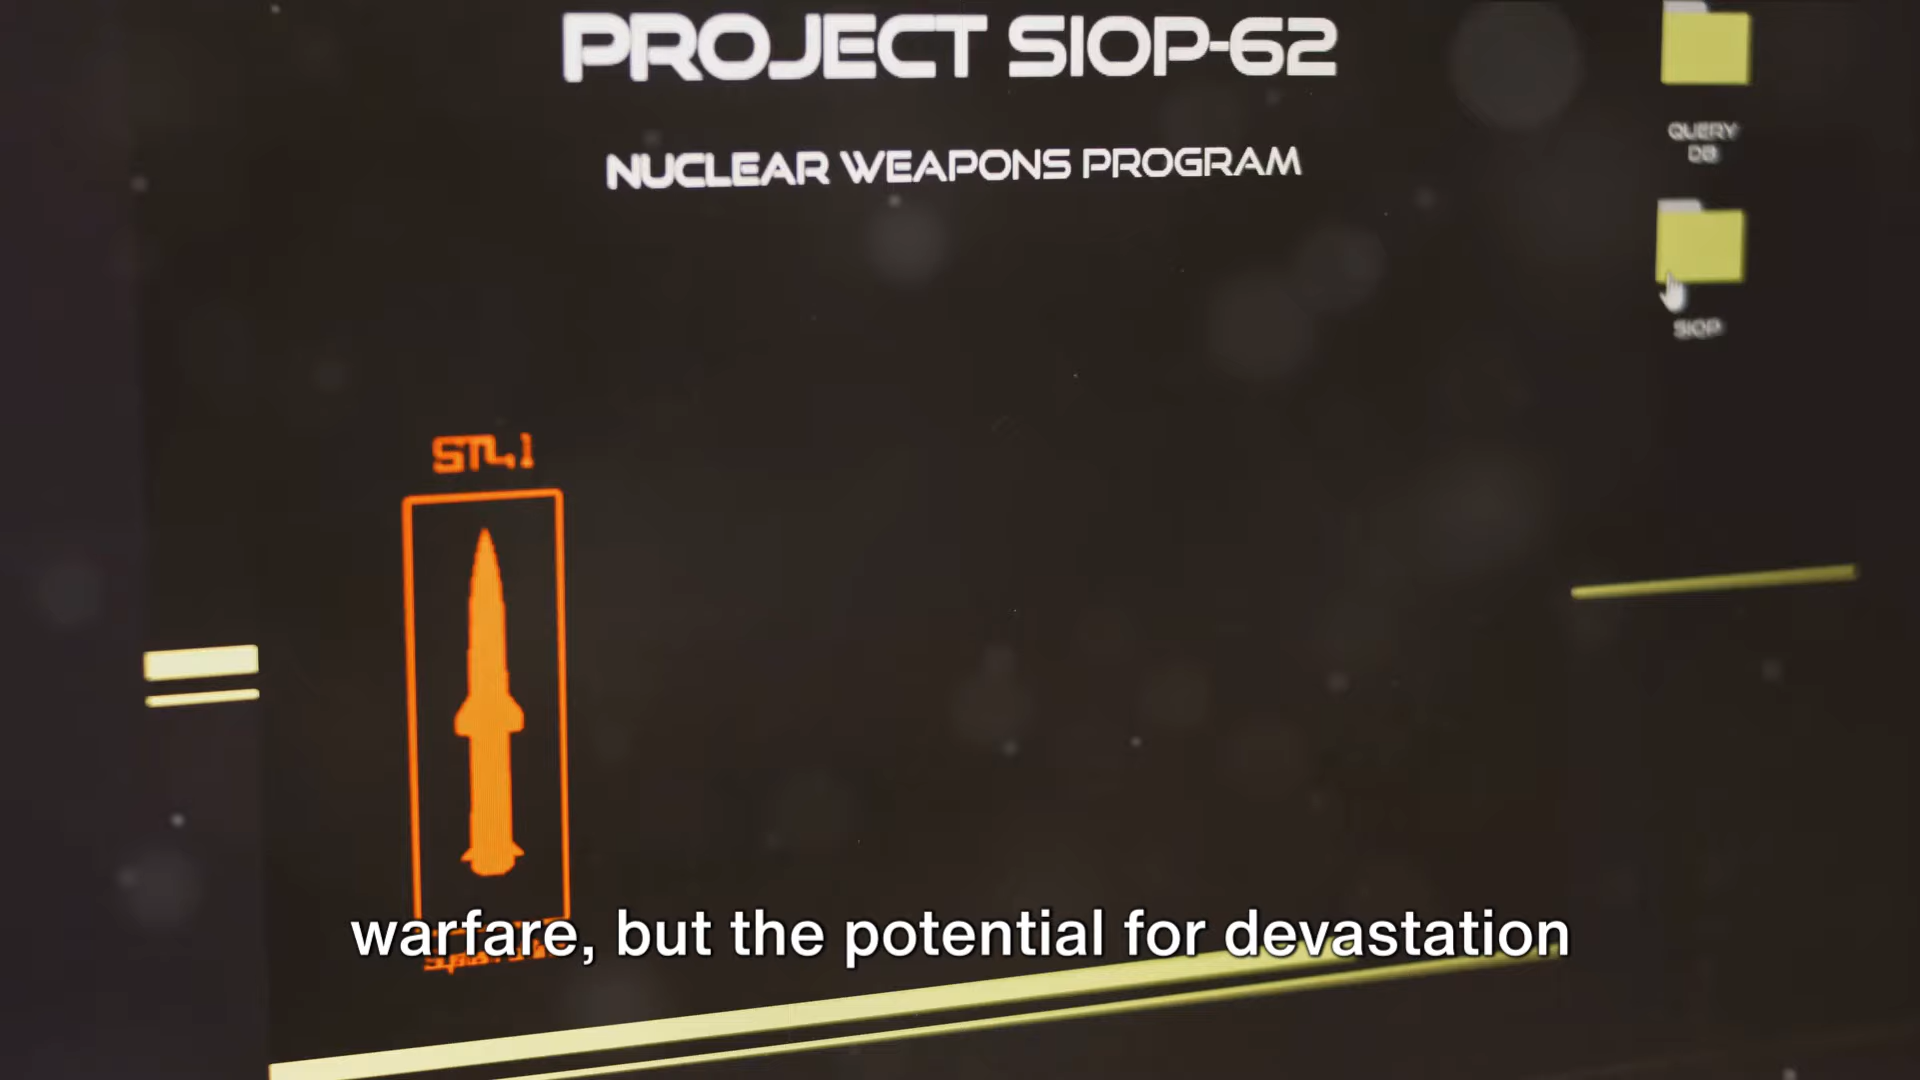 PROJECT SIOP-62
NUCLEAR WEAPONS PROGRAM
QUERY
DB
SIOP
warfare, but the potential for devastation